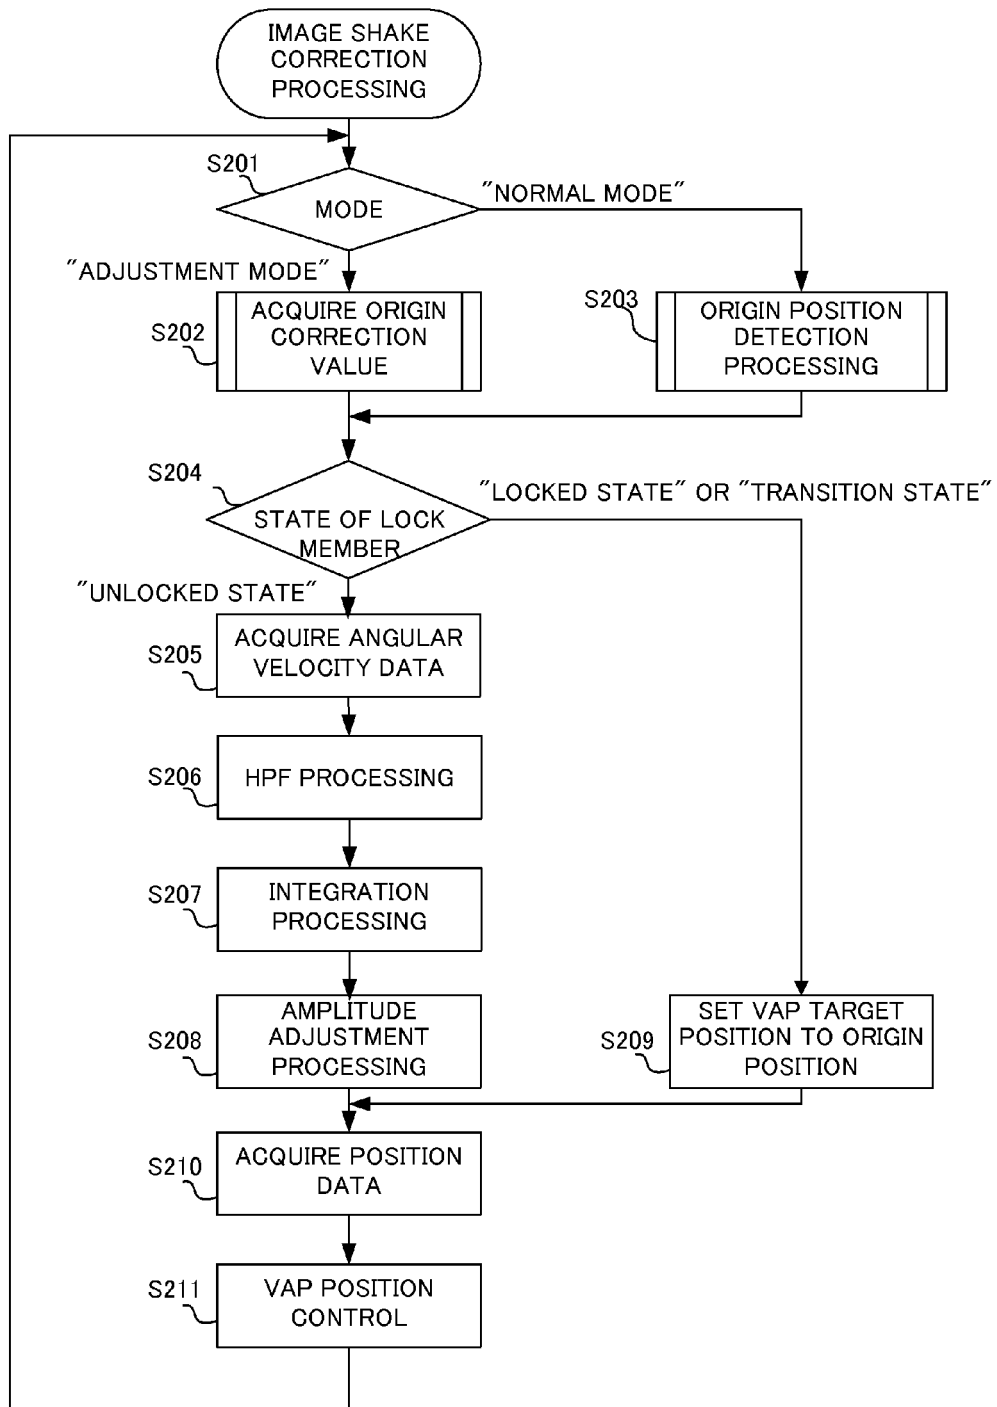 IMAGE SHAKE
CORRECTION
PROCESSING
S201
MODE
"NORMAL MODE"
"ADJUSTMENT MODE"
S202
ACQUIRE ORIGIN
CORRECTION
VALUE
S203
ORIGIN POSITION
DETECTION
PROCESSING
S204
STATE OF LOCK
MEMBER
"LOCKED STATE" OR "TRANSITION STATE"
"UNLOCKED STATE"
S205
ACQUIRE ANGULAR
VELOCITY DATA
S206
HPF PROCESSING
S207
INTEGRATION
PROCESSING
S208
AMPLITUDE
ADJUSTMENT
PROCESSING
S209
SET VAP TARGET
POSITION TO ORIGIN
POSITION
S210
ACQUIRE POSITION
DATA
S211
VAP POSITION
CONTROL